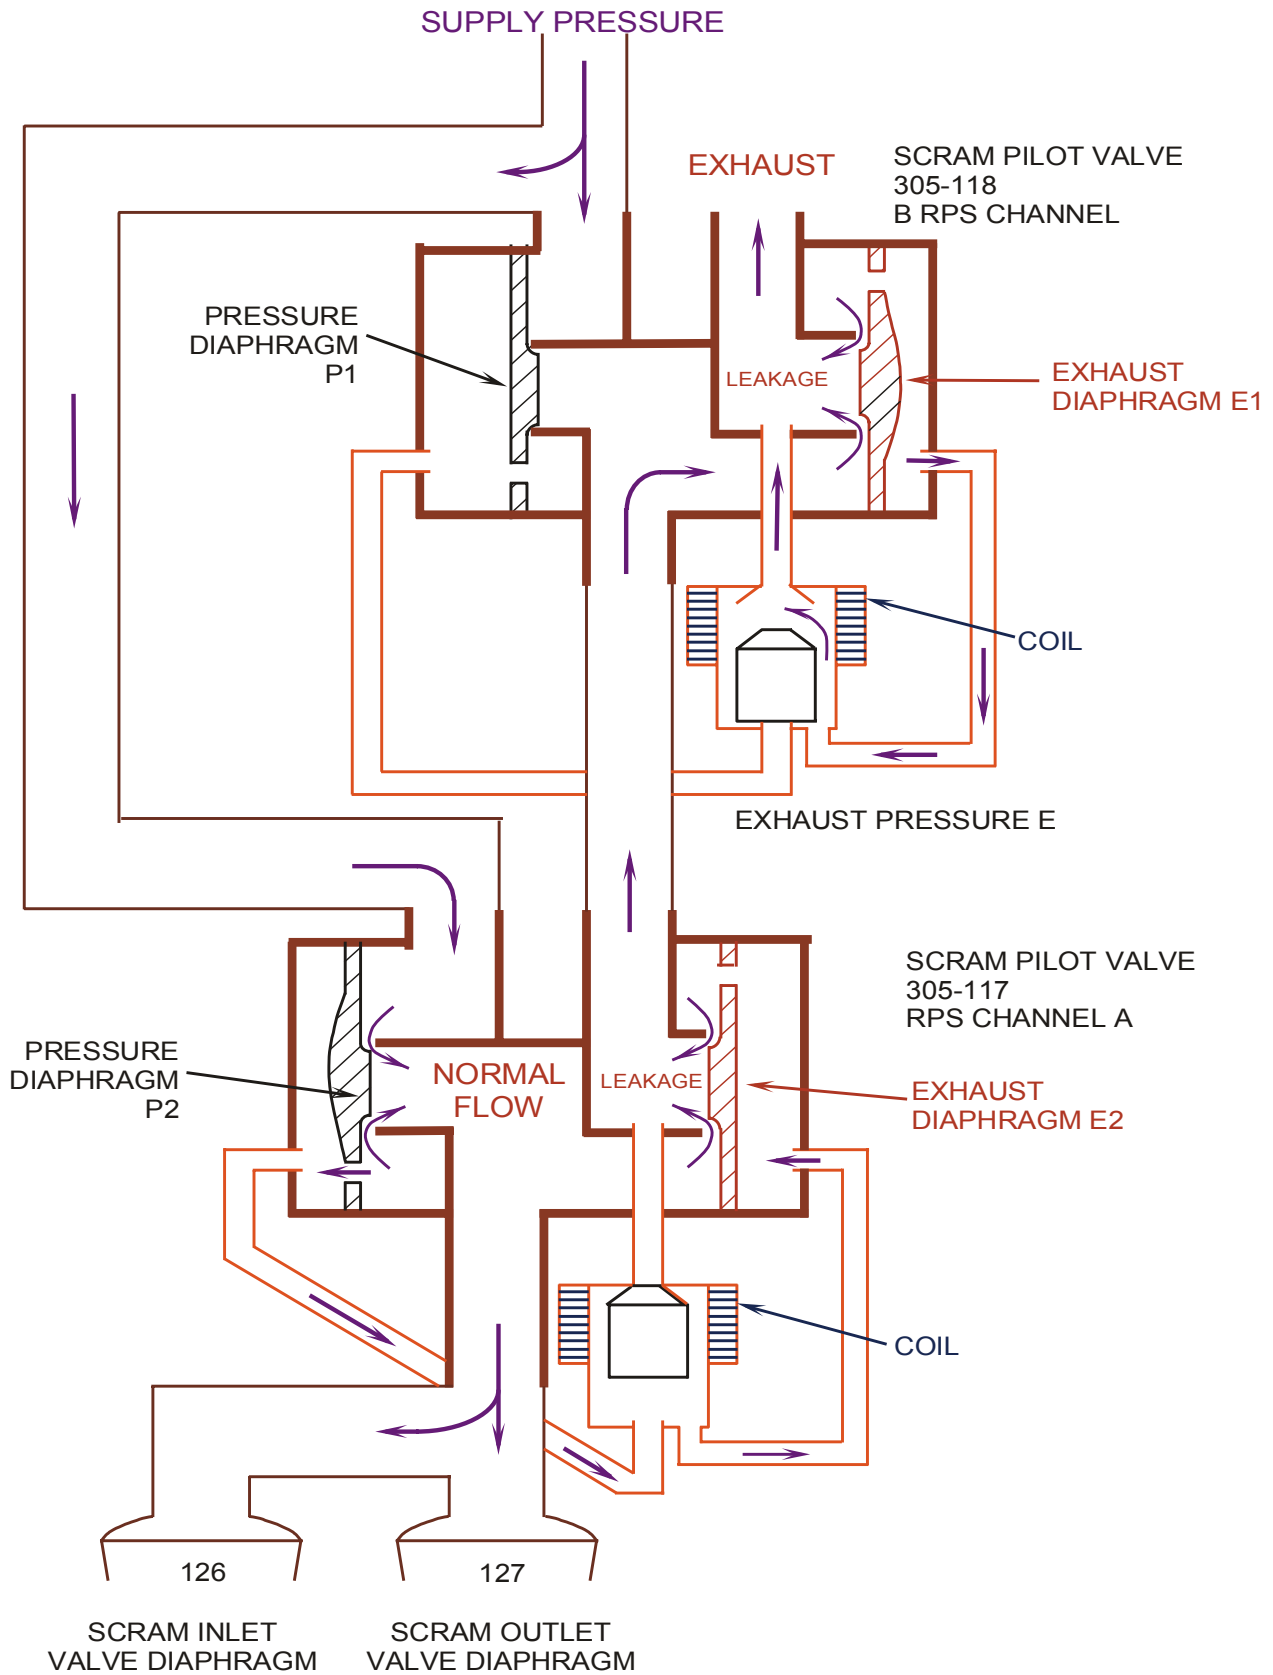 SUPPLY PRESSURE
EXHAUST
SCRAM PILOT VALVE
305-118
B RPS CHANNEL
PRESSURE
DIAPHRAGM
P1
LEAKAGE
EXHAUST
DIAPHRAGM E1
COIL
EXHAUST PRESSURE E
SCRAM PILOT VALVE
305-117
RPS CHANNEL A
PRESSURE
DIAPHRAGM
P2
NORMAL
FLOW
LEAKAGE
EXHAUST
DIAPHRAGM E2
COIL
126
127
SCRAM INLET
VALVE DIAPHRAGM
SCRAM OUTLET
VALVE DIAPHRAGM